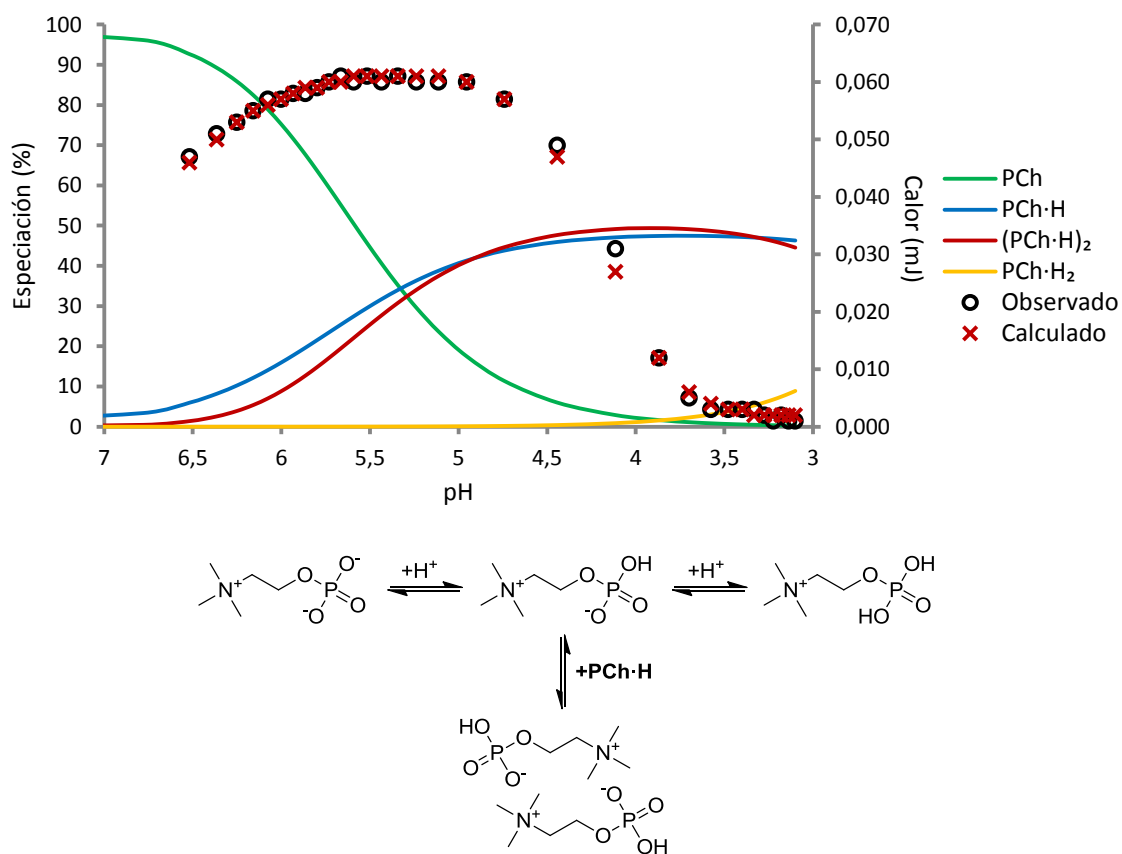 Especiación (%)
100
90
80
70
60
50
40
30
20
10
0
7
6,5
6
5,5
5
4,5
4
3,5
3
pH
0,070
0,060
0,050
0,040
0,030
0,020
0,010
0,000
Calor (mJ)
PCh
PCh·H
(PCh·H)₂
PCh·H₂
Observado
Calculado
N⁺ O P O⁻ ⁻O O
+H⁺
N⁺ O P OH ⁻O O
+H⁺
N⁺ O P OH HO O
+PCh·H
HO P O O O⁻ N⁺
N⁺ O ⁻O P O OH